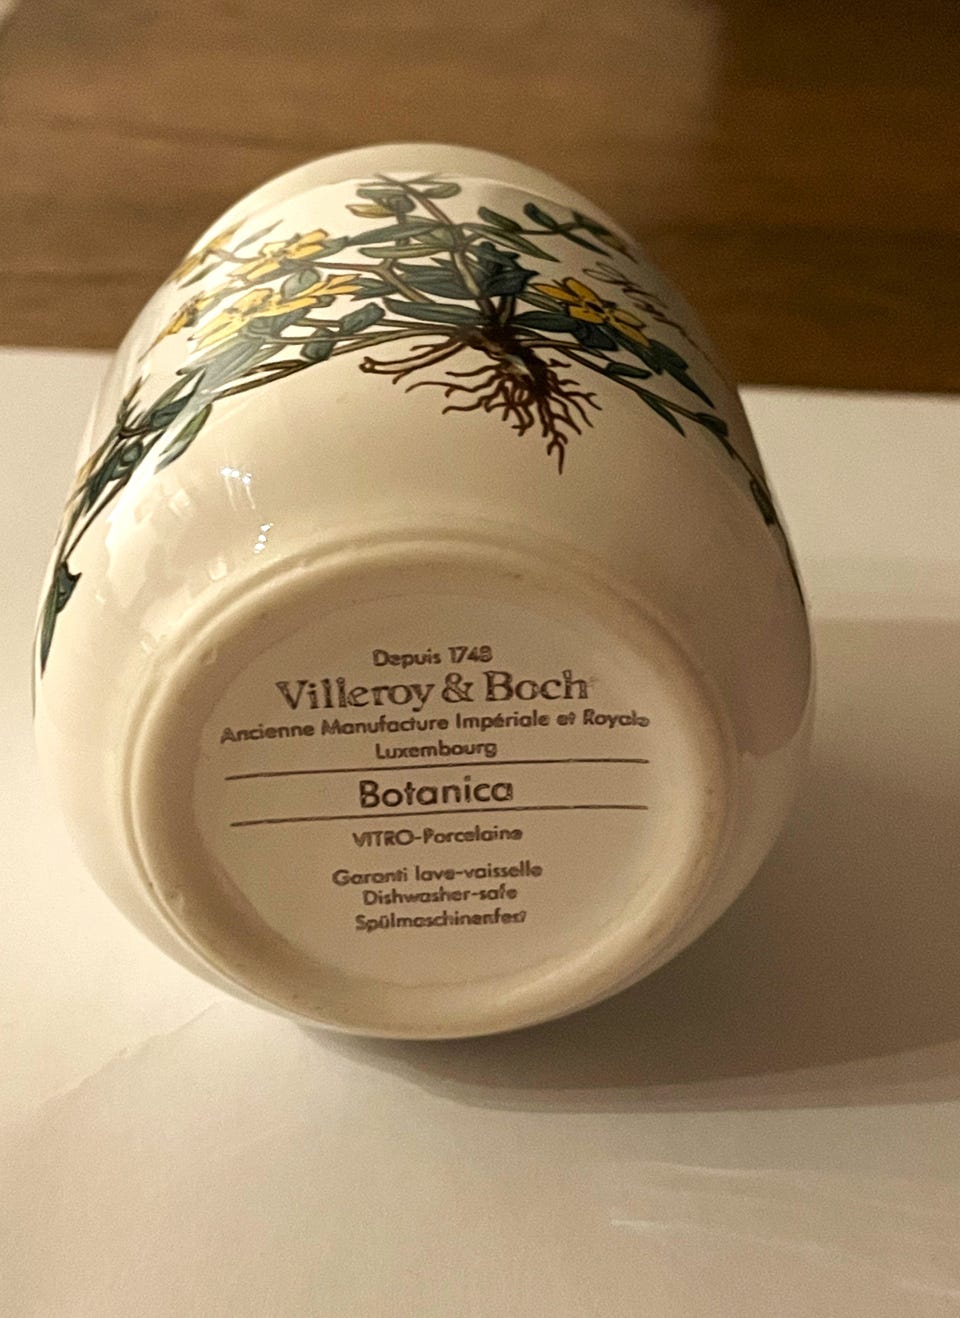 Depuis 1748
Villeroy & Boch
Ancienne Manufacture Impériale et Royale
Luxembourg
Botanica
VITRO-Porcelaine
Garanti lave-vaisselle
Dishwasher-safe
Spülmaschinenfest